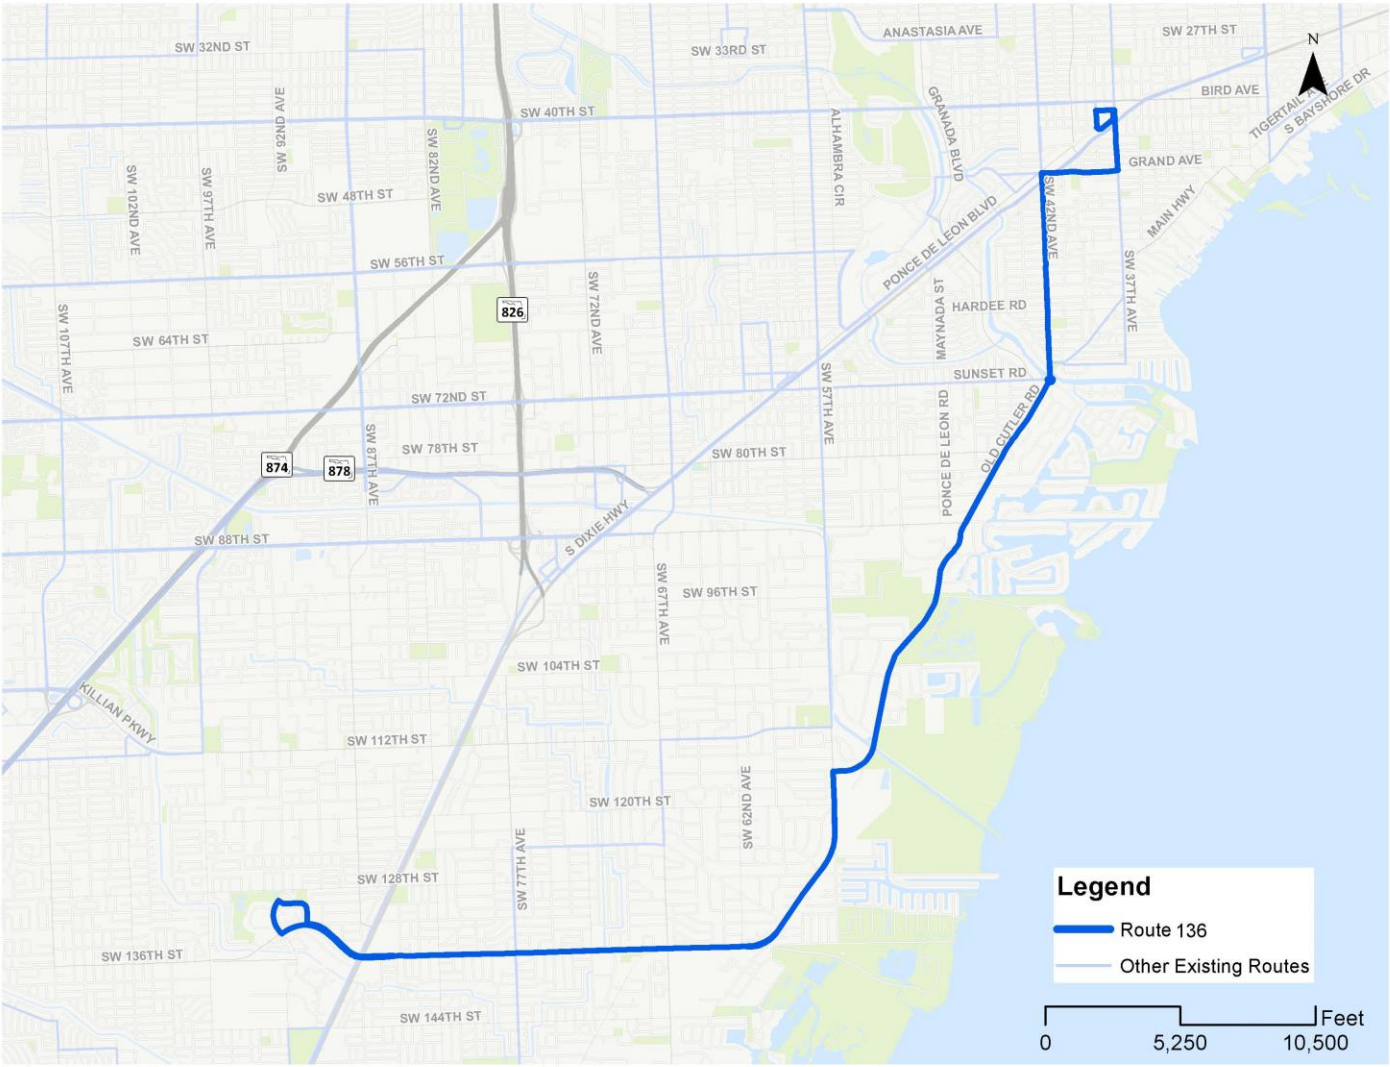 SW 32ND ST
SW 33RD ST
ANASTASIA AVE
SW 27TH ST
N
BIRD AVE
TIGERTAIL AVE
S BAYSHORE DR
SW 40TH ST
SW 92ND AVE
SW 82ND AVE
ALHAMBRA CIR
GRANADA BLVD
GRAND AVE
SW 102ND AVE
SW 97TH AVE
SW 48TH ST
SW 42ND AVE
MAIN HWY
PONCE DE LEON BLVD
SW 56TH ST
SW 72ND AVE
SW 37TH AVE
826
MAYNADA ST
HARDEE RD
SW 107TH AVE
SW 64TH ST
SUNSET RD
SW 57TH AVE
SW 72ND ST
PONCE DE LEON RD
OLD CUTLER RD
SW 87TH AVE
SW 78TH ST
SW 80TH ST
874
878
S DIXIE HWY
SW 88TH ST
SW 67TH AVE
SW 96TH ST
SW 104TH ST
KILLIAN PKWY
SW 112TH ST
SW 62ND AVE
SW 120TH ST
SW 77TH AVE
SW 128TH ST
SW 136TH ST
SW 144TH ST
Legend
Route 136
Other Existing Routes
Feet
0 5,250 10,500